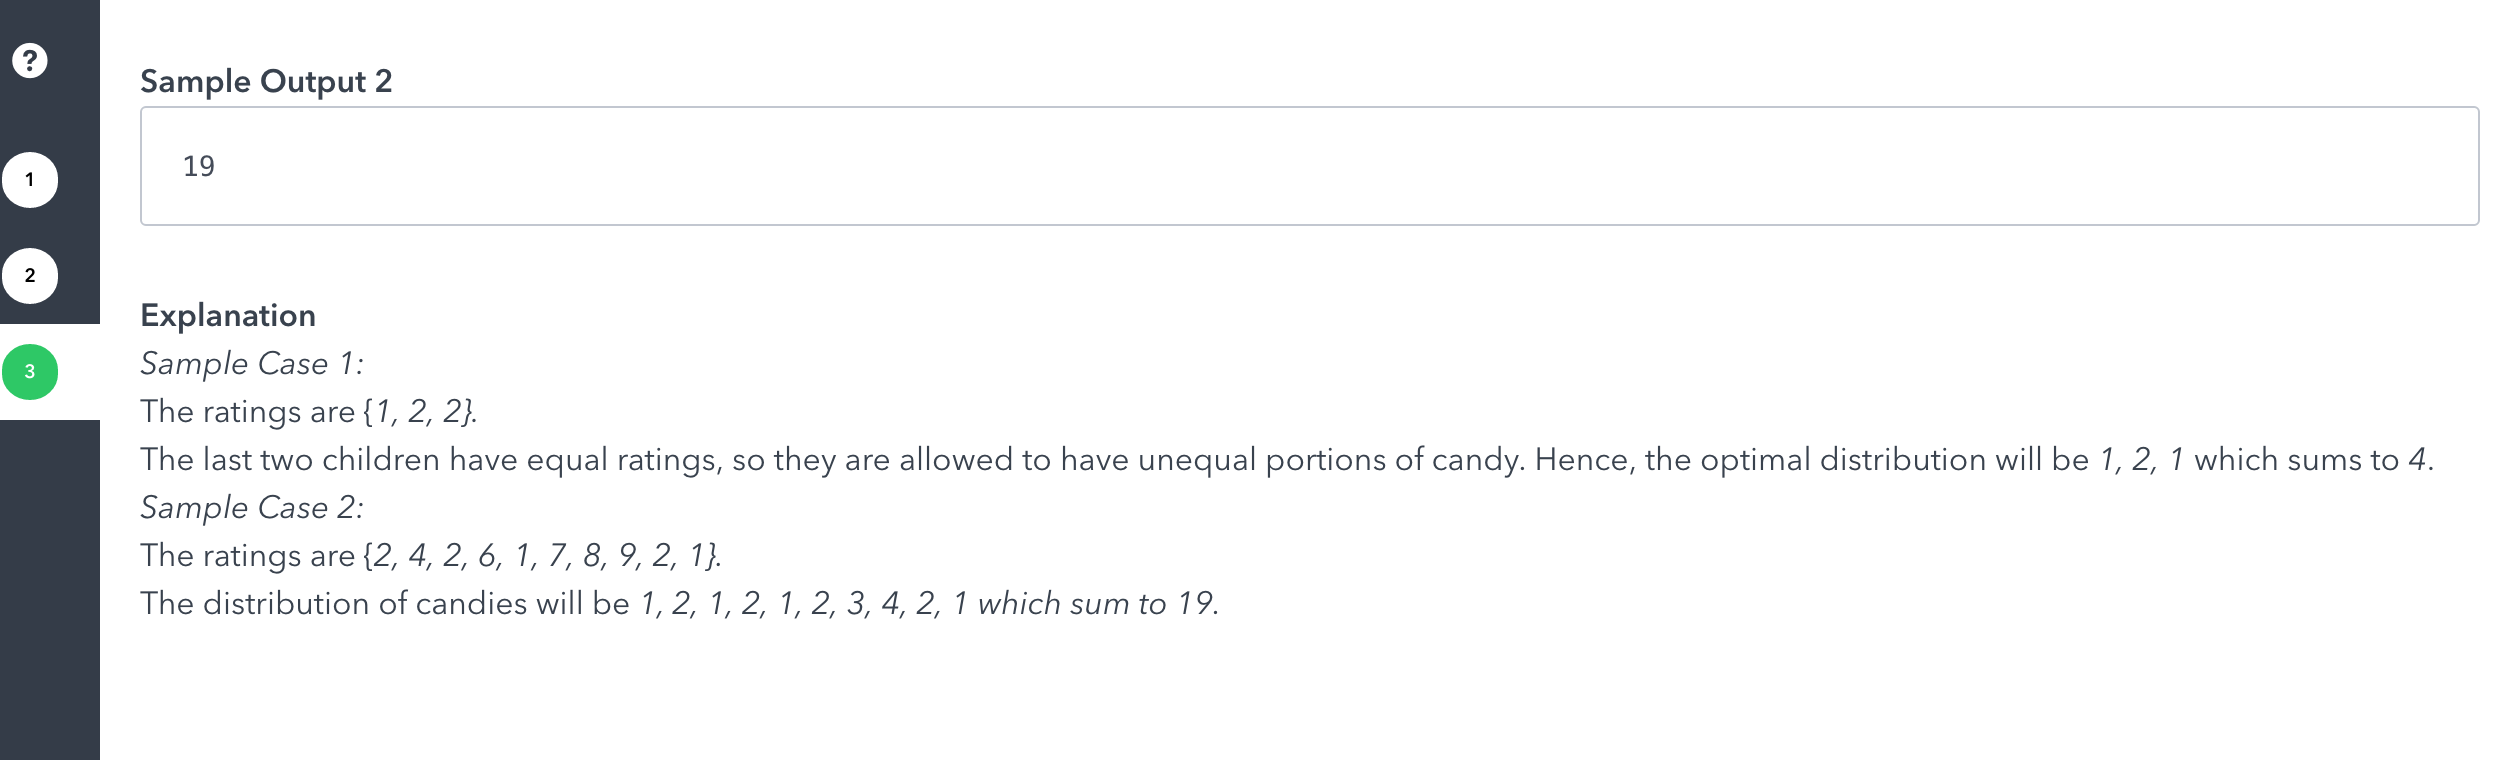 ?
Sample Output 2
19
1
2
Explanation
3
Sample Case 1:
The ratings are {1, 2, 2}.
The last two children have equal ratings, so they are allowed to have unequal portions of candy. Hence, the optimal distribution will be 1, 2, 1 which sums to 4.
Sample Case 2:
The ratings are {2, 4, 2, 6, 1, 7, 8, 9, 2, 1}.
The distribution of candies will be 1, 2, 1, 2, 1, 2, 3, 4, 2, 1 which sum to 19.